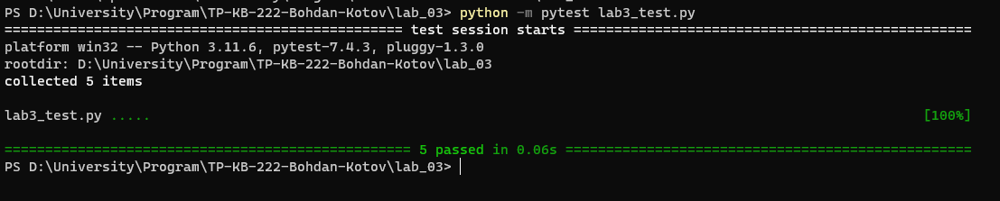 PS D:\University\Program\TP-KB-222-Bohdan-Kotov\lab_03> python -m pytest lab3_test.py
================================================= test session starts =================================================
platform win32 -- Python 3.11.6, pytest-7.4.3, pluggy-1.3.0
rootdir: D:\University\Program\TP-KB-222-Bohdan-Kotov\lab_03
collected 5 items
lab3_test.py ..... [100%]
================================================== 5 passed in 0.06s ==================================================
PS D:\University\Program\TP-KB-222-Bohdan-Kotov\lab_03>